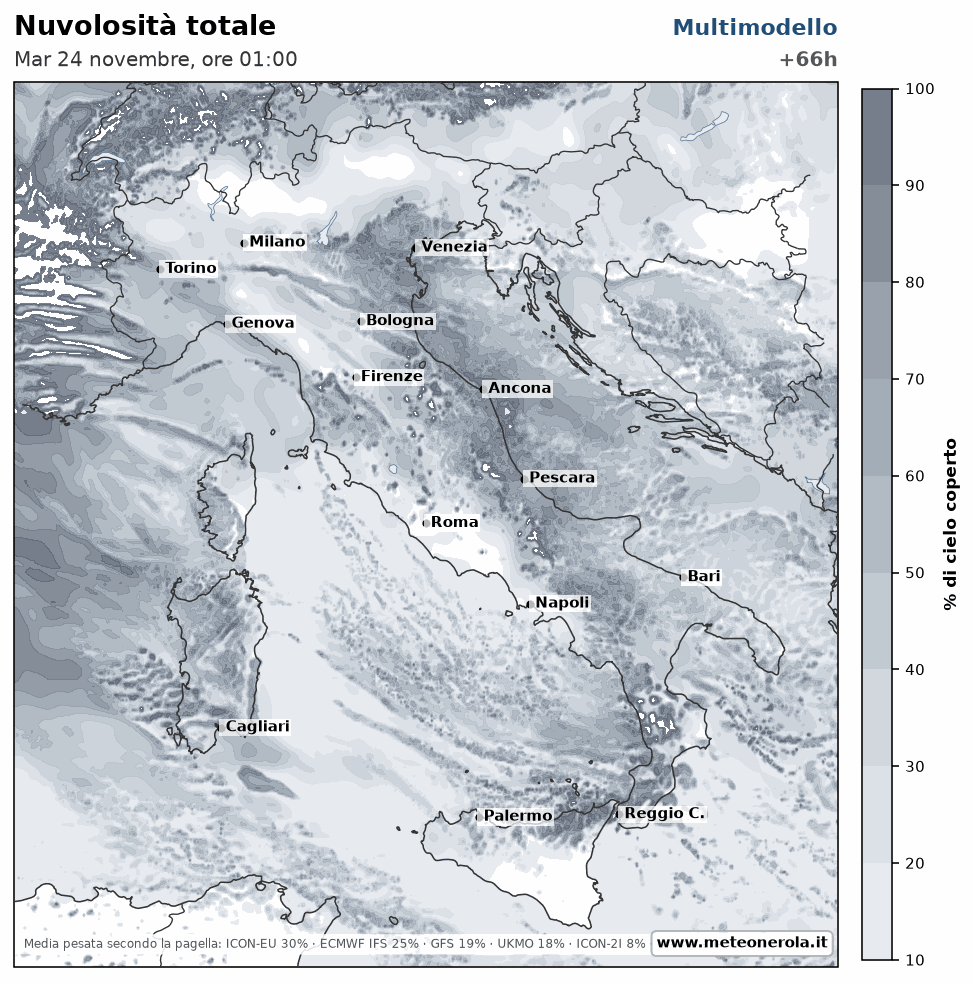 Nuvolosità totale
Multimodello
Mar 24 novembre, ore 01:00
+66h
100
90
80
70
60
50
40
30
20
10
% di cielo coperto
Milano
Venezia
Torino
Genova
Bologna
Firenze
Ancona
Pescara
Roma
Bari
Napoli
Cagliari
Palermo
Reggio C.
Media pesata secondo la pagella: ICON-EU 30% · ECMWF IFS 25% · GFS 19% · UKMO 18% · ICON-2I 8%
www.meteonerola.it